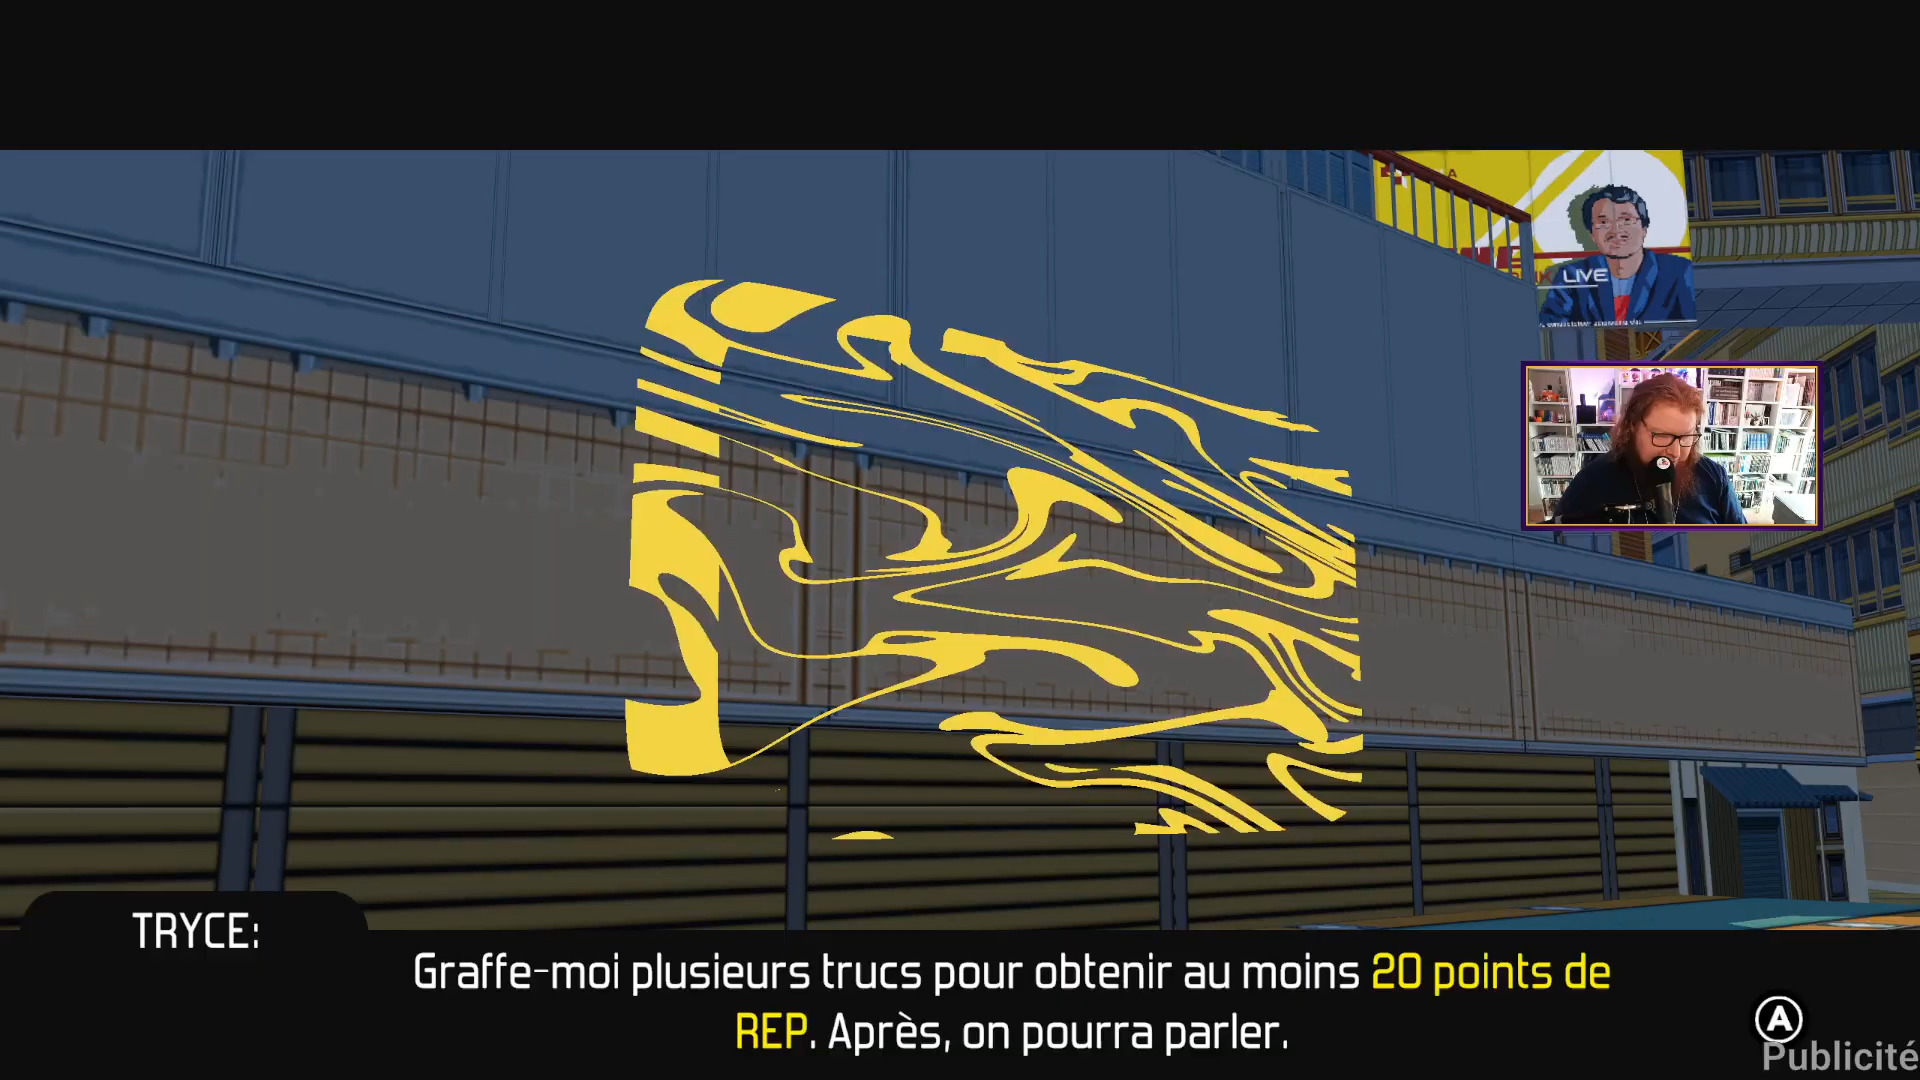 LIVE
TRYCE:
Graffe-moi plusieurs trucs pour obtenir au moins 20 points de
REP. Après, on pourra parler.
A
Publicité